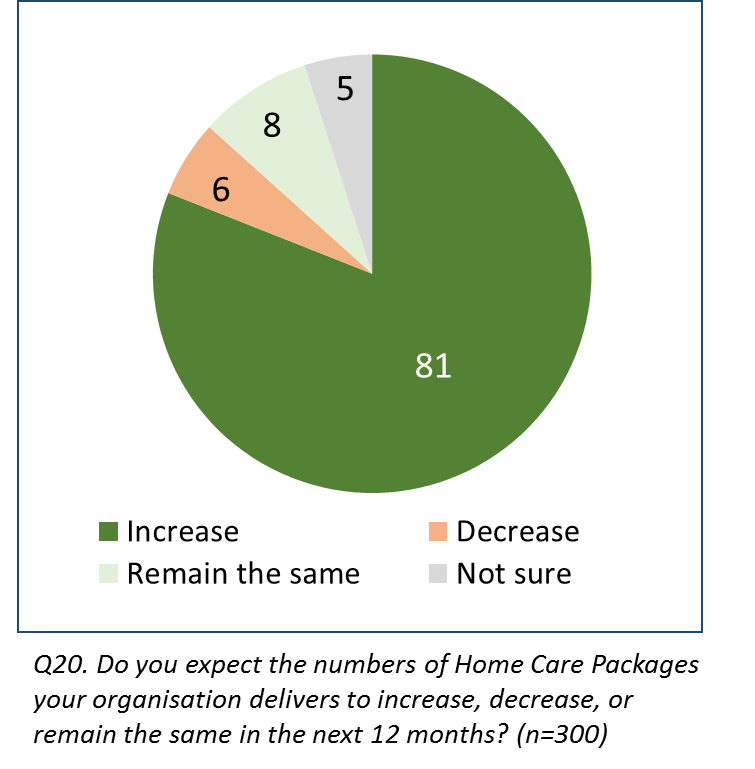 5
8
6
81
Increase
Decrease
Remain the same
Not sure
Q20. Do you expect the numbers of Home Care Packages
your organisation delivers to increase, decrease, or
remain the same in the next 12 months? (n=300)